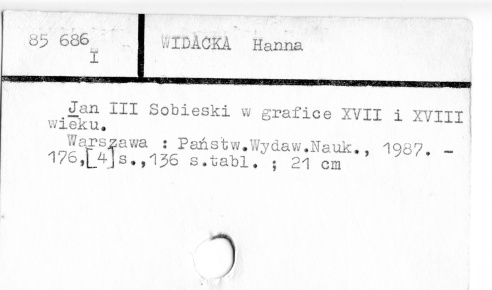 85 686
I
WIDACKA Hanna
Jan III Sobieski w grafice XVII i XVIII
wieku.
Warszawa : Państw.Wydaw.Nauk., 1987. -
176,[4]s.,136 s.tabl. ; 21 cm